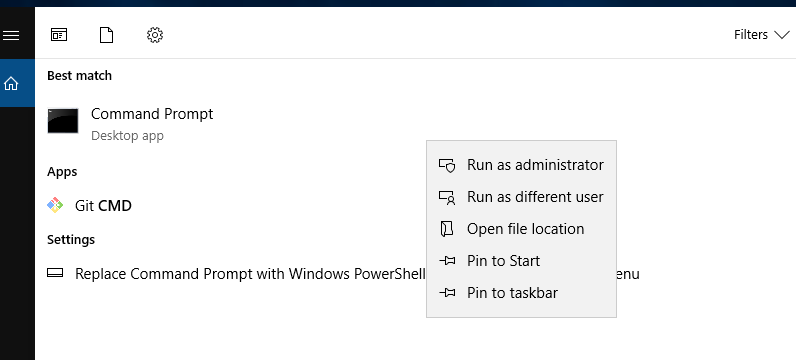 Filters
Best match
Command Prompt
Desktop app
Apps
Git CMD
Settings
Replace Command Prompt with Windows PowerShell enu
Run as administrator
Run as different user
Open file location
Pin to Start
Pin to taskbar